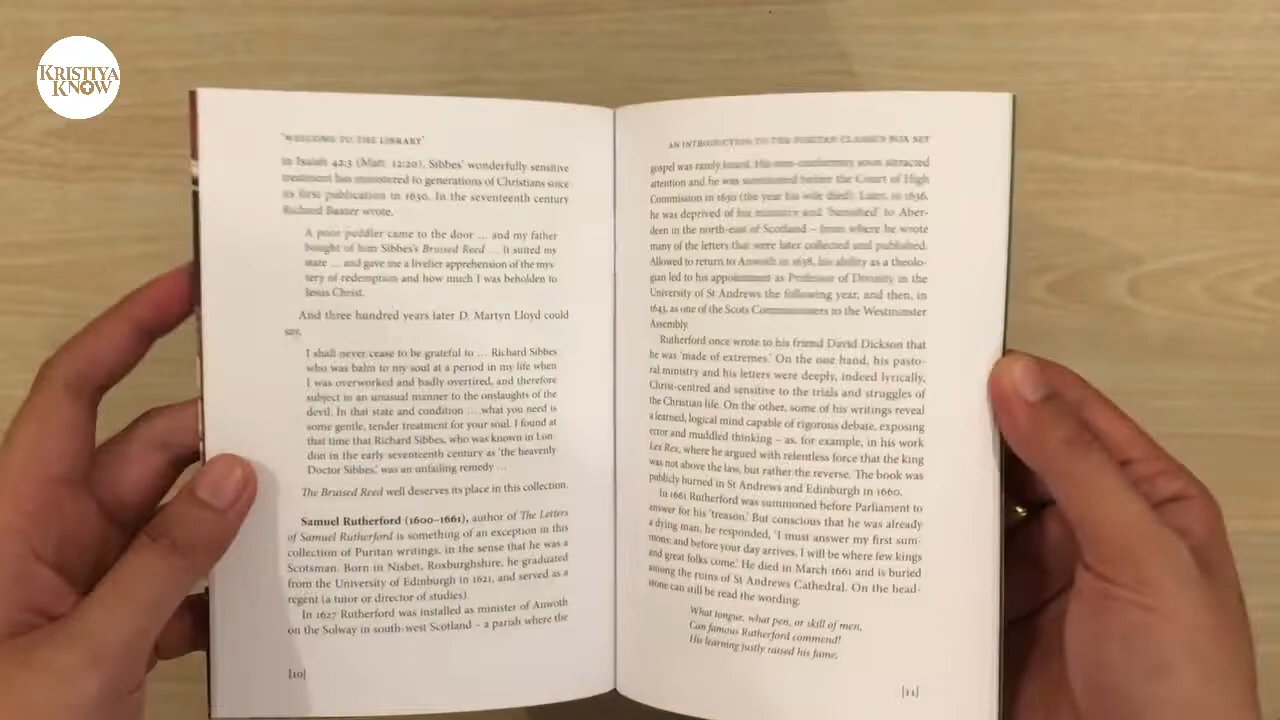 KRISTIYA
KNOW
'WELCOME TO THE LIBRARY'
in Isaiah 42:3 (Matt. 12:20). Sibbes' wonderfully sensitive
treatment has ministered to generations of Christians since
its first publication in 1630. In the seventeenth century
Richard Baxter wrote,
A poor peddler came to the door … and my father
bought of him Sibbes's Bruised Reed … It suited my
state … and gave me a livelier apprehension of the mys-
tery of redemption and how much I was beholden to
Jesus Christ.
And three hundred years later D. Martyn Lloyd could
say,
I shall never cease to be grateful to … Richard Sibbes
who was balm to my soul at a period in my life when
I was overworked and badly overtired, and therefore
subject in an unusual manner to the onslaughts of the
devil. In that state and condition … what you need is
some gentle, tender treatment for your soul. I found at
that time that Richard Sibbes, who was known in Lon-
don in the early seventeenth century as 'the heavenly
Doctor Sibbes,' was an unfailing remedy …
The Bruised Reed well deserves its place in this collection.
Samuel Rutherford (1600–1661), author of The Letters
of Samuel Rutherford is something of an exception in this
collection of Puritan writings, in the sense that he was a
Scotsman. Born in Nisbet, Roxburghshire, he graduated
from the University of Edinburgh in 1621, and served as a
regent (a tutor or director of studies).
In 1627 Rutherford was installed as minister of Anwoth
on the Solway in south-west Scotland – a parish where the
[10]
AN INTRODUCTION TO THE PURITAN CLASSICS BOX SET
gospel was rarely heard. His non-conformity soon attracted
attention and he was summoned before the Court of High
Commission in 1630 (the year his wife died). Later, in 1636,
he was deprived of his ministry and 'banished' to Aber-
deen in the north-east of Scotland – from where he wrote
many of the letters that were later collected and published.
Allowed to return to Anwoth in 1638, his ability as a theolo-
gian led to his appointment as Professor of Divinity in the
University of St Andrews the following year, and then, in
1643, as one of the Scots Commissioners to the Westminster
Assembly.
Rutherford once wrote to his friend David Dickson that
he was 'made of extremes.' On the one hand, his pasto-
ral ministry and his letters were deeply, indeed lyrically,
Christ-centred and sensitive to the trials and struggles of
the Christian life. On the other, some of his writings reveal
a learned, logical mind capable of rigorous debate, exposing
error and muddled thinking – as, for example, in his work
Lex Rex, where he argued with relentless force that the king
was not above the law, but rather the reverse. The book was
publicly burned in St Andrews and Edinburgh in 1660.
In 1661 Rutherford was summoned before Parliament to
answer for his 'treason.' But conscious that he was already
a dying man, he responded, 'I must answer my first sum-
mons; and before your day arrives, I will be where few kings
and great folks come.' He died in March 1661 and is buried
among the ruins of St Andrews Cathedral. On the head-
stone can still be read the wording:
What tongue, what pen, or skill of men,
Can famous Rutherford commend!
His learning justly raised his fame,
[11]